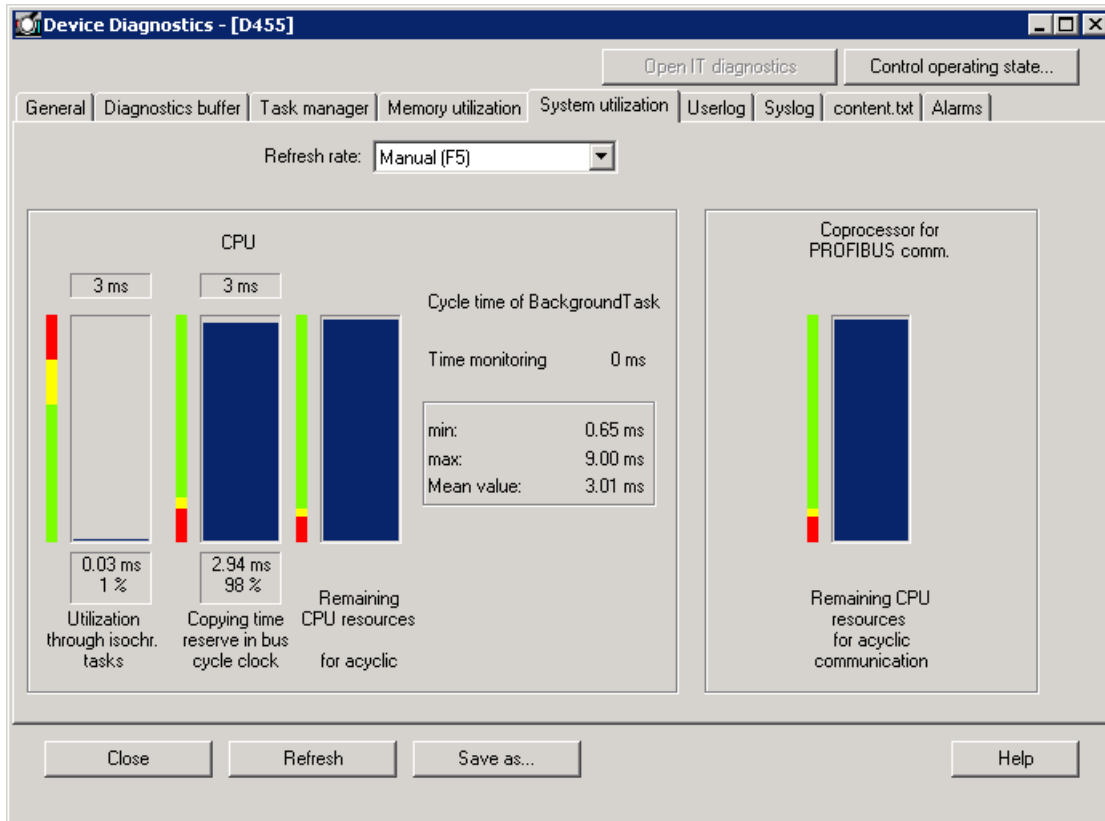 Device Diagnostics - [D455]
Open IT diagnostics
Control operating state...
General
Diagnostics buffer
Task manager
Memory utilization
System utilization
Userlog
Syslog
content.txt
Alarms
Refresh rate:
Manual (F5)
CPU
3 ms
3 ms
0.03 ms
1 %
2.94 ms
98 %
Utilization
through isochr.
tasks
Copying time
reserve in bus
cycle clock
Remaining
CPU resources
for acyclic
Cycle time of BackgroundTask
Time monitoring 0 ms
min: 0.65 ms
max: 9.00 ms
Mean value: 3.01 ms
Coprocessor for
PROFIBUS comm.
Remaining CPU
resources
for acyclic
communication
Close
Refresh
Save as...
Help